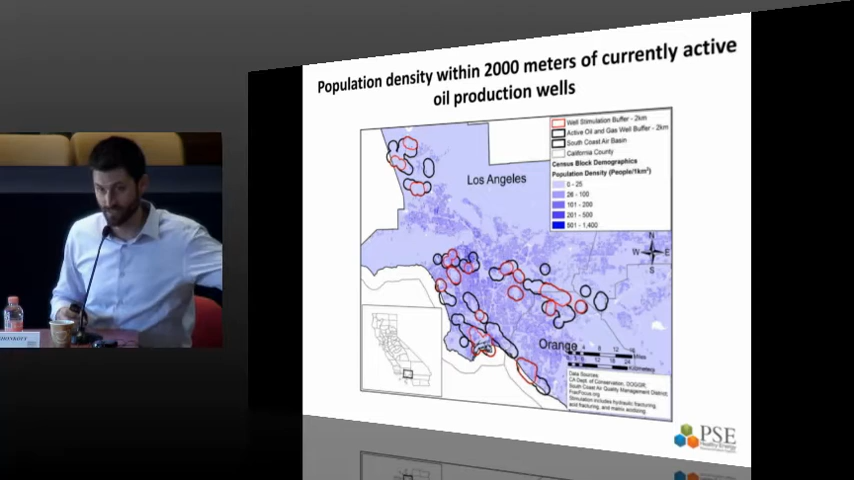 Population density within 2000 meters of currently active
oil production wells
Well Stimulation Buffer - 2km
Active Oil and Gas Well Buffer - 2km
South Coast Air Basin
California County
Census Block Demographics
Population Density (People/1km²)
0 - 25
26 - 100
101 - 200
201 - 500
501 - 1,400
Los Angeles
N
W E
S
Orange
Miles
Kilometers
Data Sources:
CA Dept. of Conservation, DOGGR;
South Coast Air Quality Management District;
FracFocus.org
Stimulation includes hydraulic fracturing,
acid fracturing, and matrix acidizing.
PSE